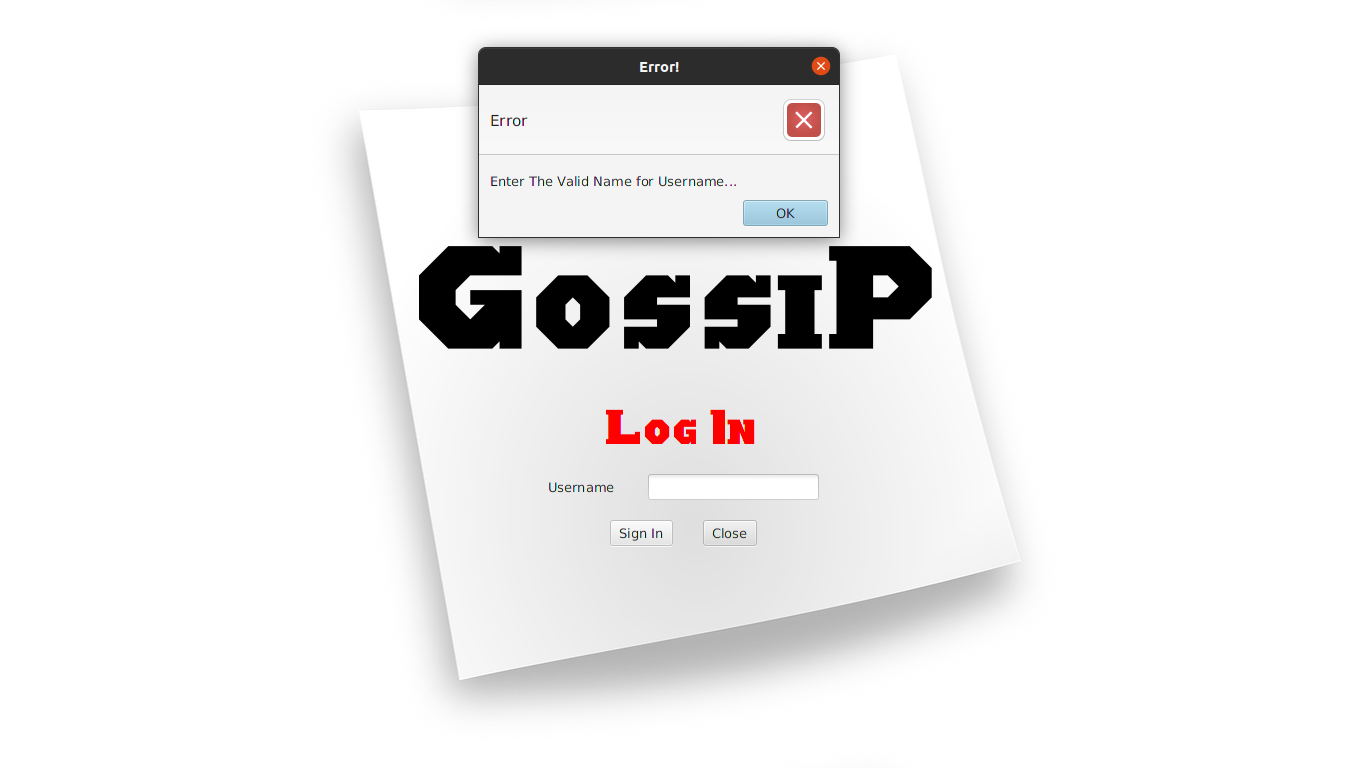 Error!
Error
Enter The Valid Name for Username...
OK
GossiP
Log In
Username
Sign In Close